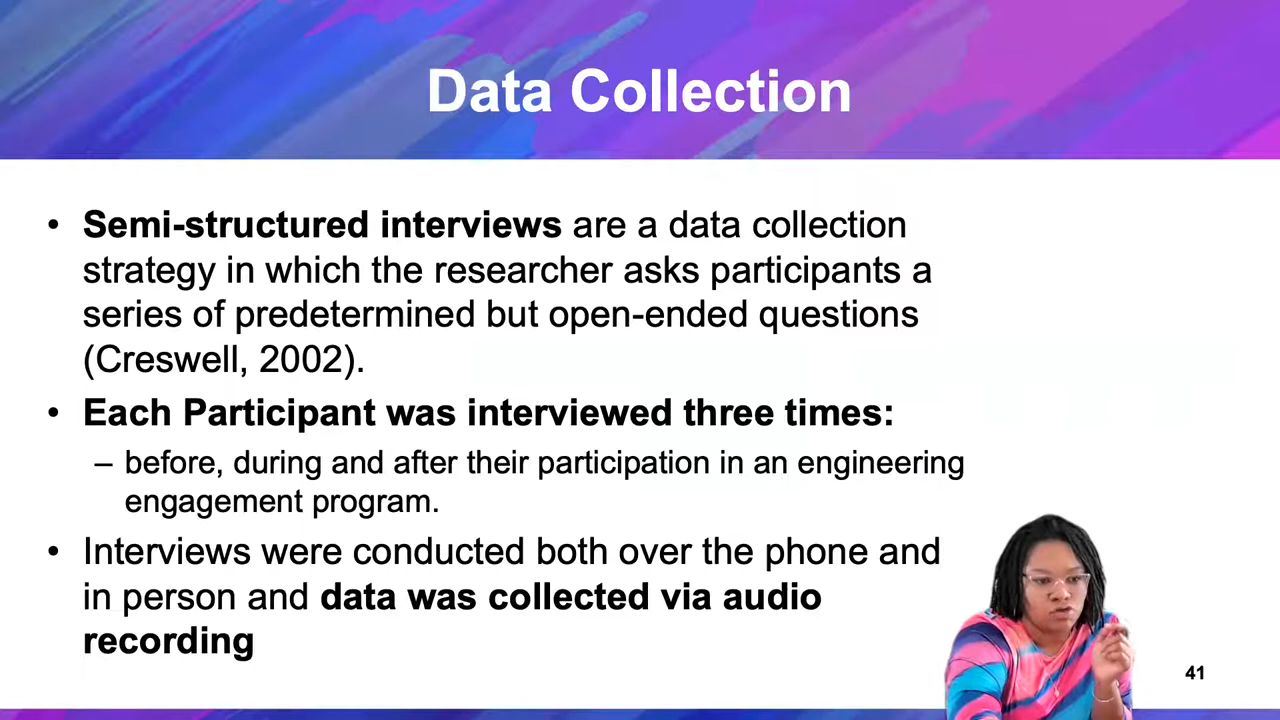 Data Collection
• Semi-structured interviews are a data collection
strategy in which the researcher asks participants a
series of predetermined but open-ended questions
(Creswell, 2002).
• Each Participant was interviewed three times:
– before, during and after their participation in an engineering
engagement program.
• Interviews were conducted both over the phone and
in person and data was collected via audio
recording
41